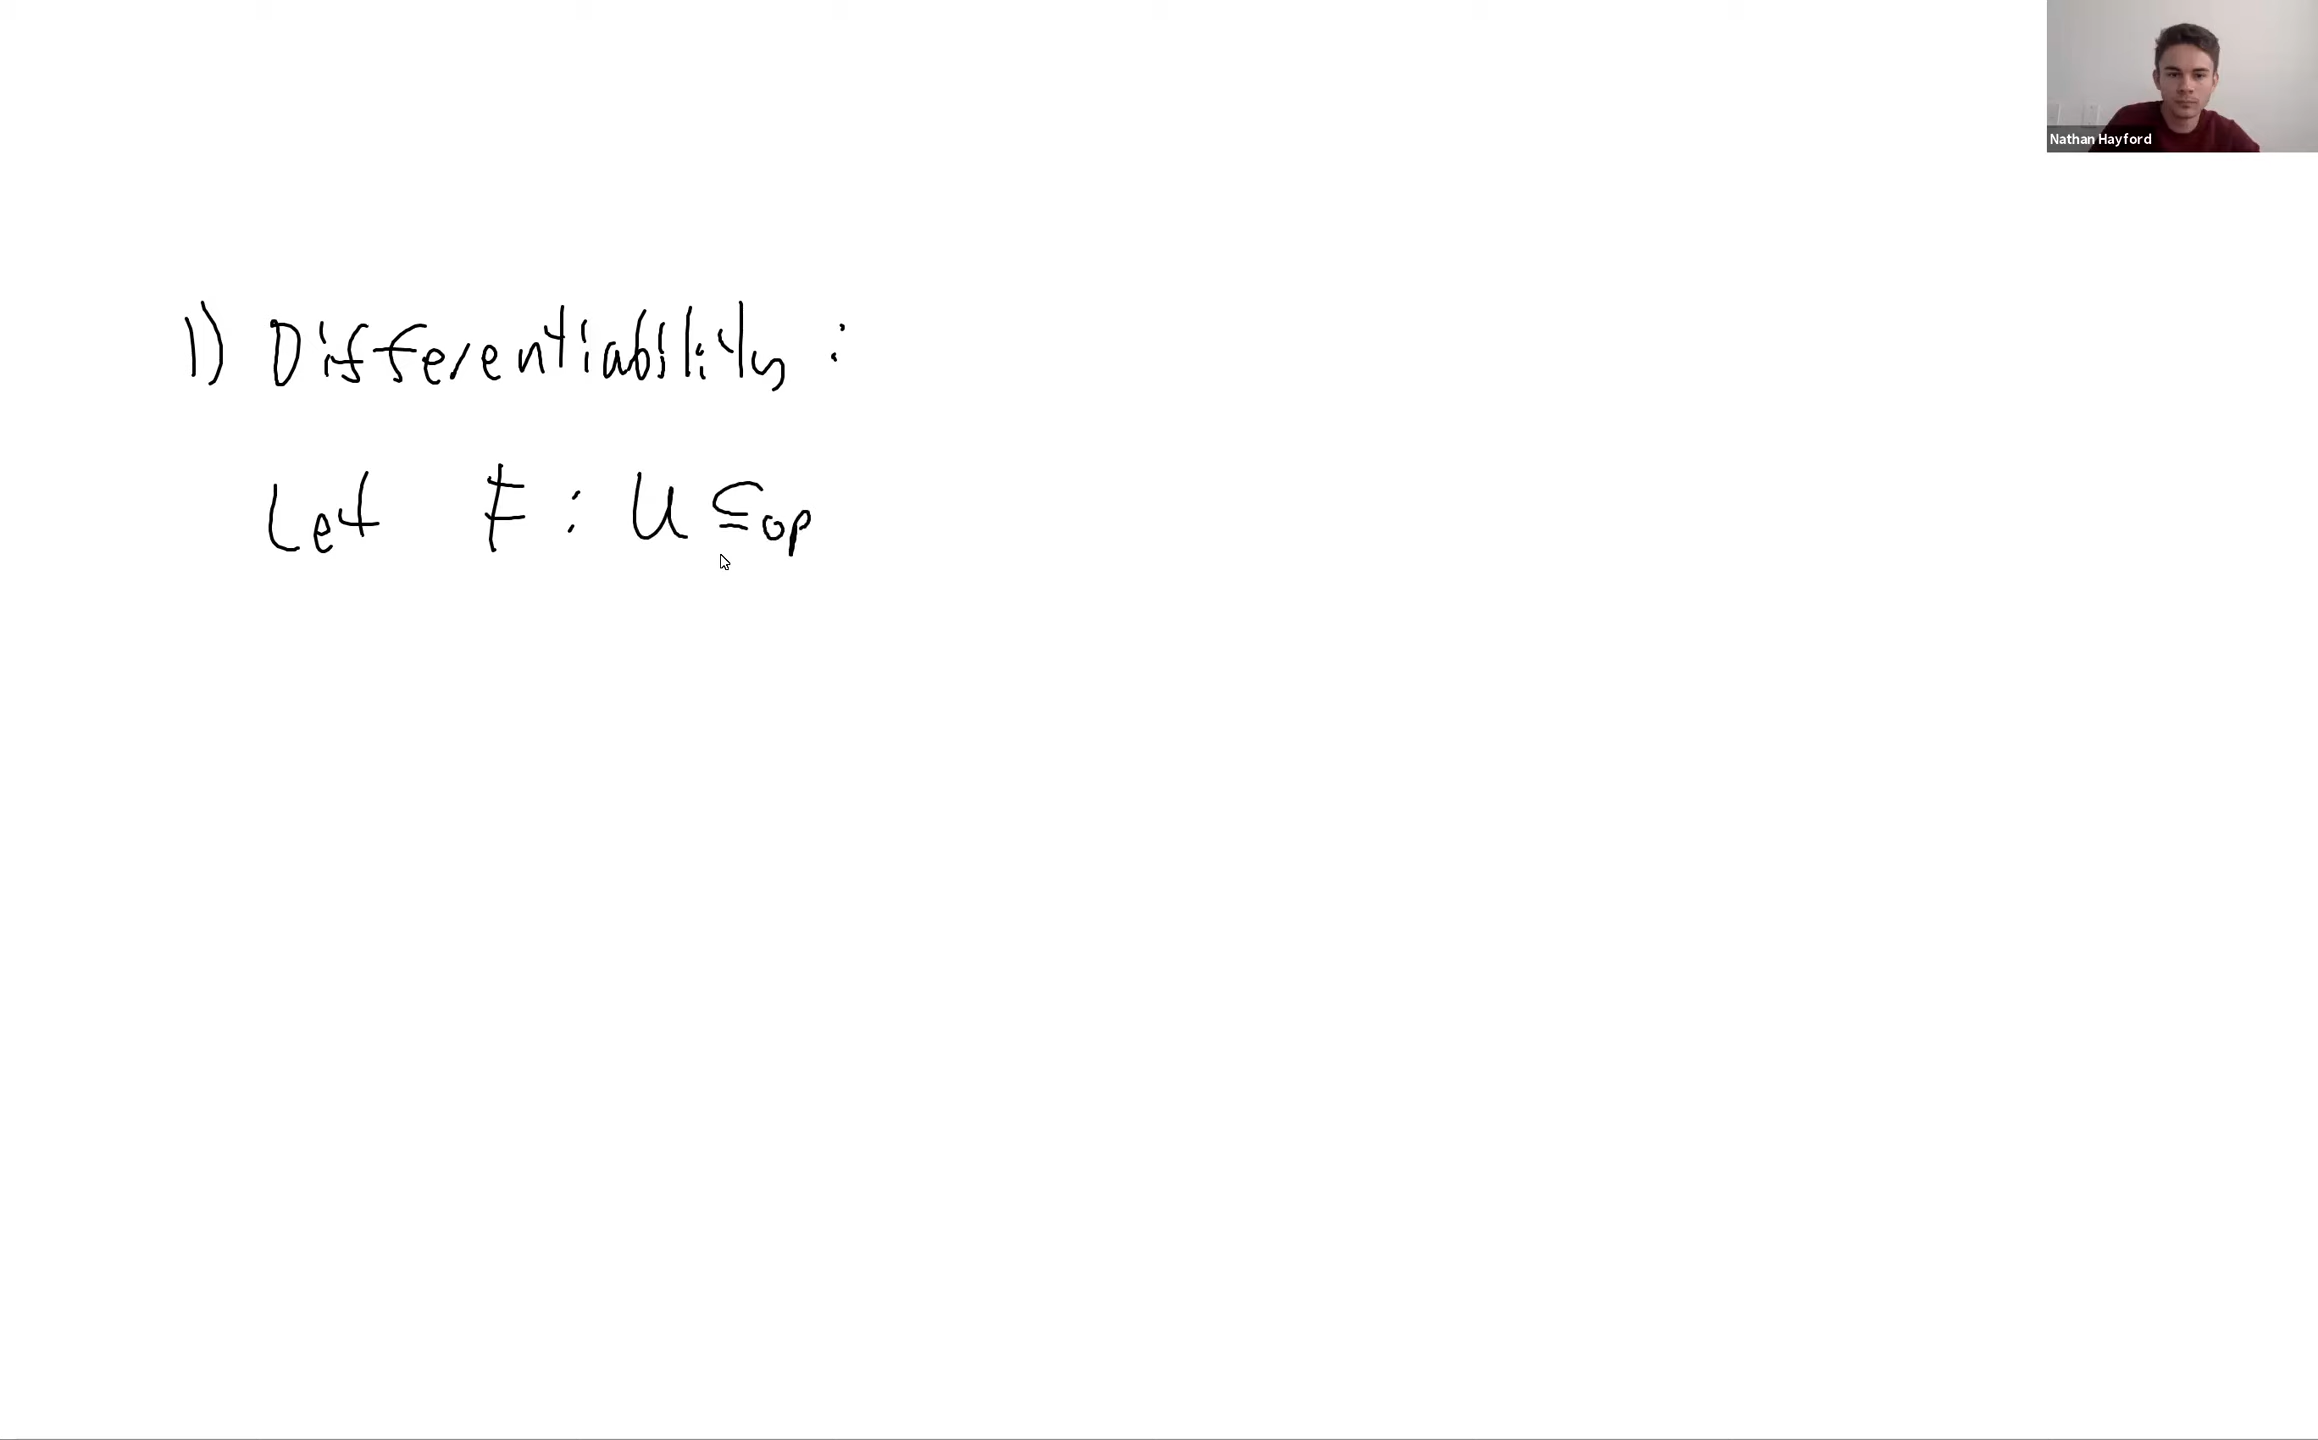 Nathan Hayford
1) Differentiability :
Let F : U ⊆op